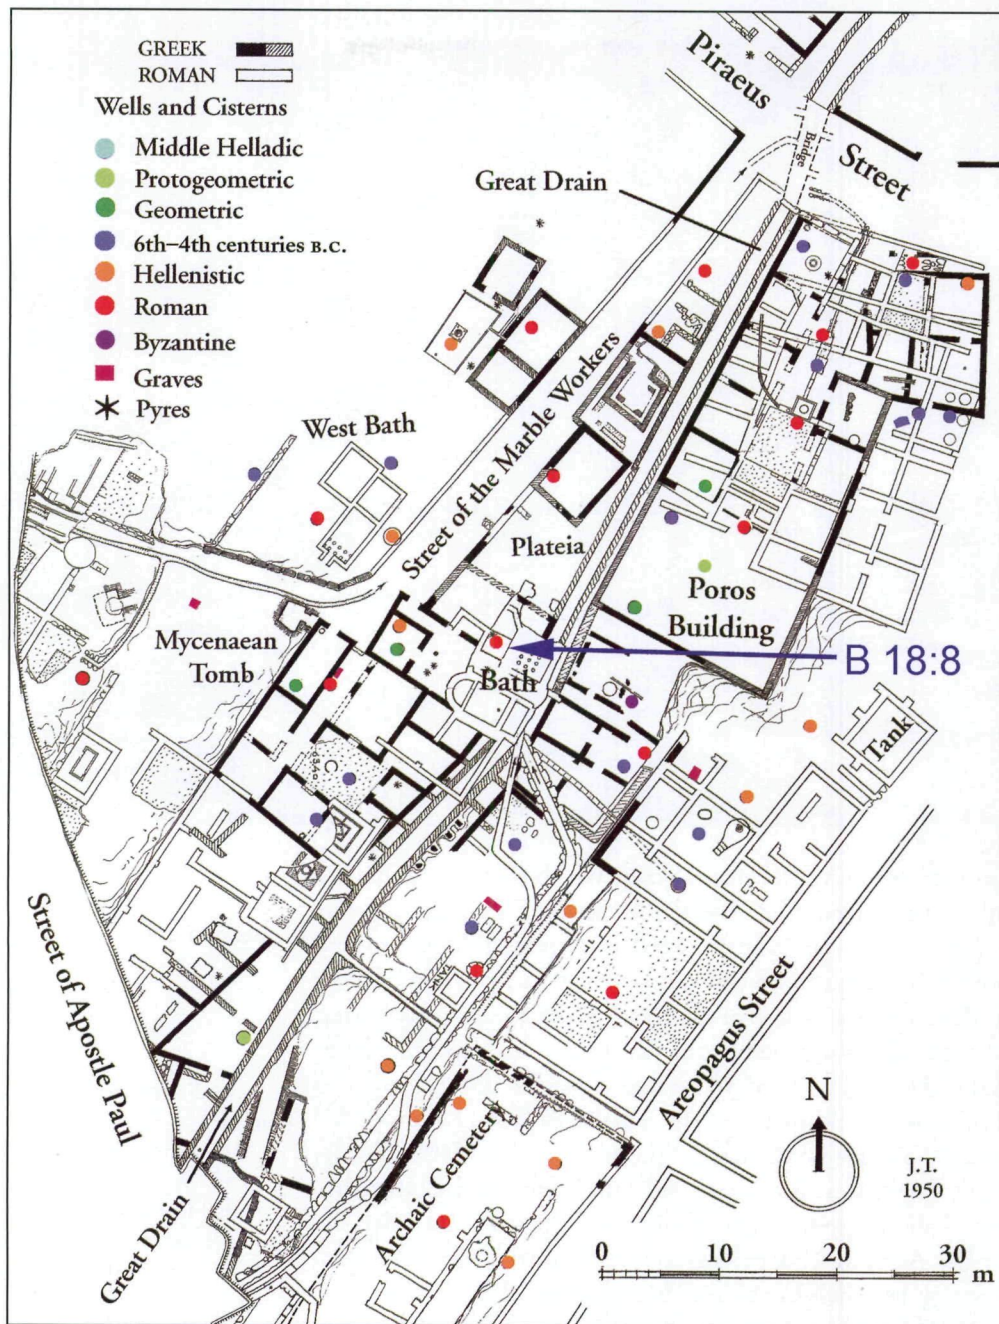 GREEK
ROMAN
Wells and Cisterns
Middle Helladic
Protogeometric
Geometric
6th–4th centuries B.C.
Hellenistic
Roman
Byzantine
Graves
Pyres
Piraeus
Street
Bridge
Great Drain
Street of the Marble Workers
West Bath
Plateia
Poros
Building
Mycenaean
Tomb
Bath
B 18:8
Tank
C
Street of Apostle Paul
Areopagus Street
Archaic Cemetery
Great Drain
N
J.T.
1950
0 10 20 30 m